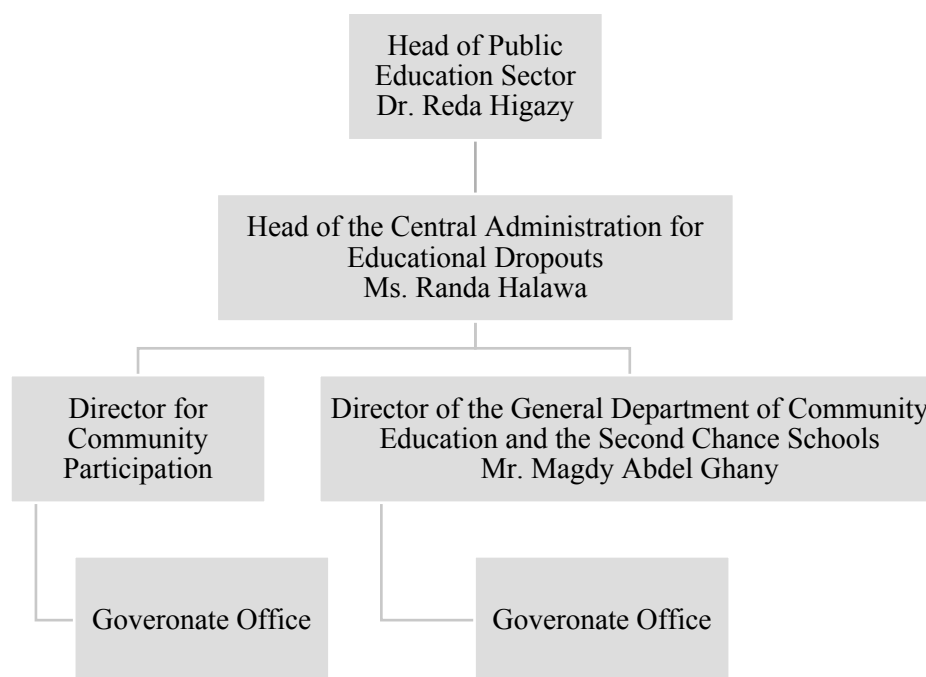 Head of Public
Education Sector
Dr. Reda Higazy
Head of the Central Administration for
Educational Dropouts
Ms. Randa Halawa
Director for
Community
Participation
Director of the General Department of Community
Education and the Second Chance Schools
Mr. Magdy Abdel Ghany
Goveronate Office
Goveronate Office